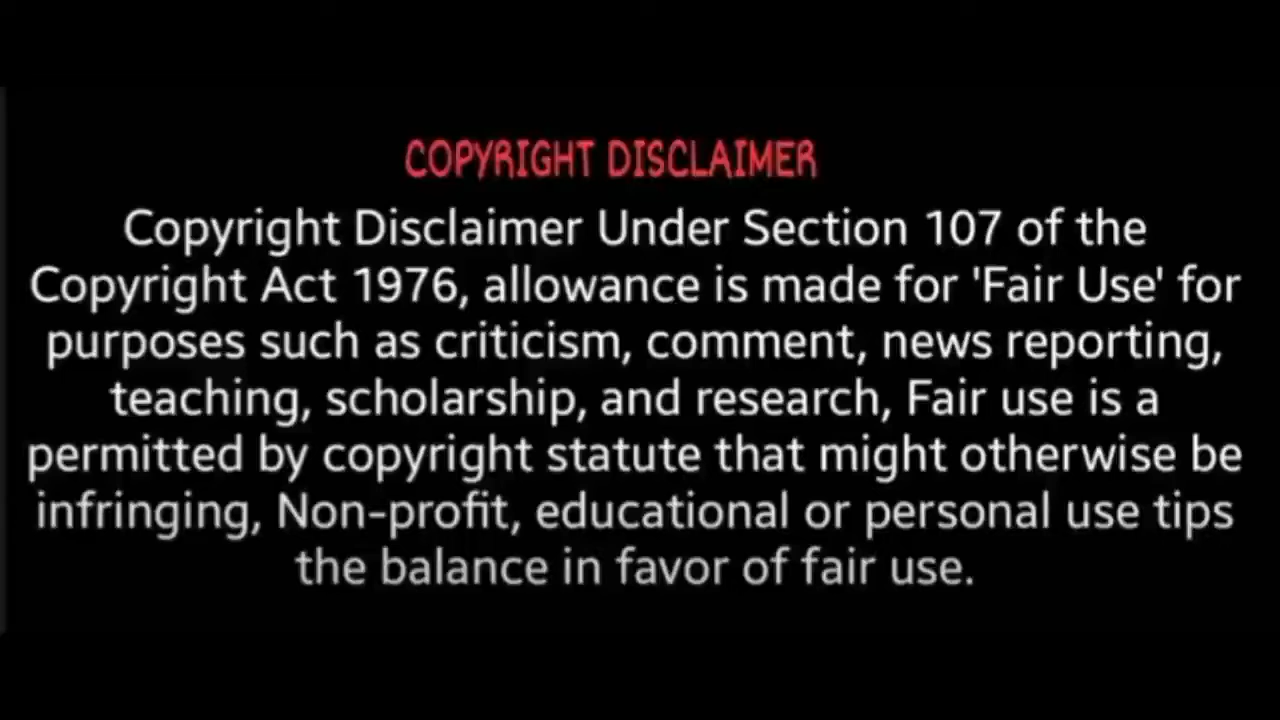 COPYRIGHT DISCLAIMER
Copyright Disclaimer Under Section 107 of the
Copyright Act 1976, allowance is made for 'Fair Use' for
purposes such as criticism, comment, news reporting,
teaching, scholarship, and research, Fair use is a
permitted by copyright statute that might otherwise be
infringing, Non-profit, educational or personal use tips
the balance in favor of fair use.